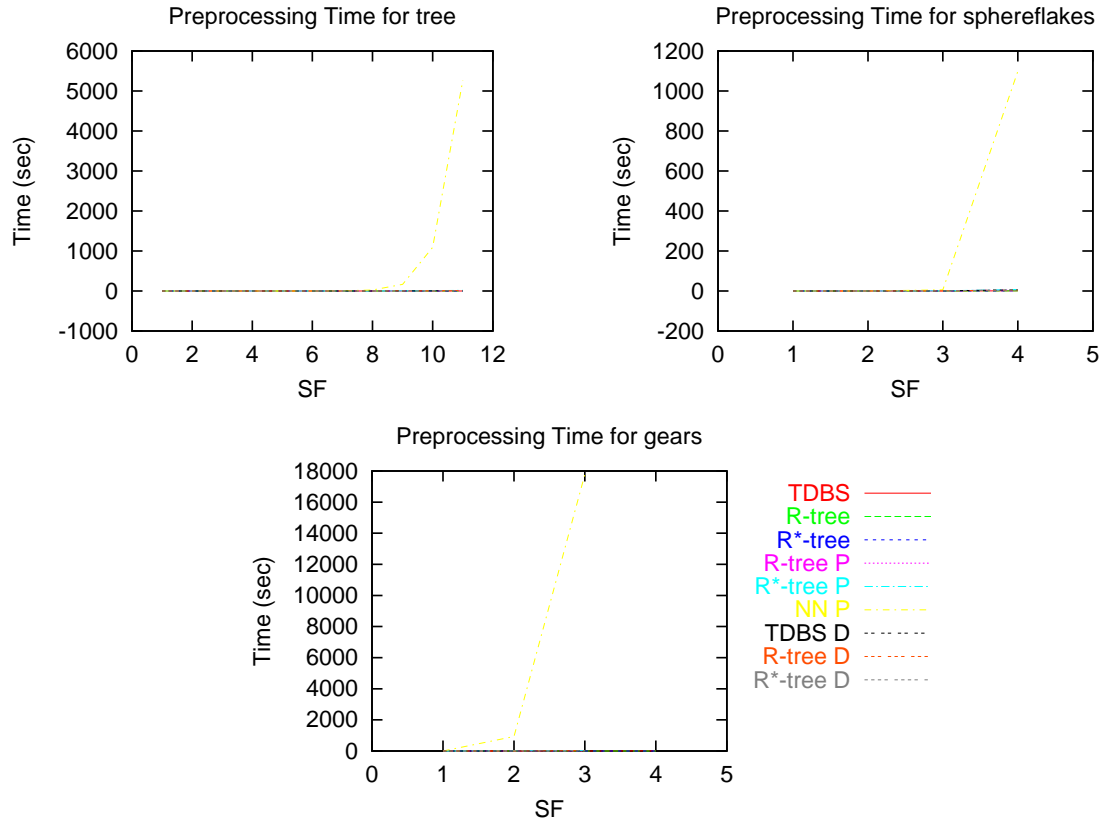 Preprocessing Time for tree
6000
5000
4000
3000
2000
1000
0
-1000
0 2 4 6 8 10 12
Time (sec)
SF
Preprocessing Time for sphereflakes
1200
1000
800
600
400
200
0
-200
0 1 2 3 4 5
Time (sec)
SF
Preprocessing Time for gears
18000
16000
14000
12000
10000
8000
6000
4000
2000
0
0 1 2 3 4 5
Time (sec)
SF
TDBS
R-tree
R*-tree
R-tree P
R*-tree P
NN P
TDBS D
R-tree D
R*-tree D